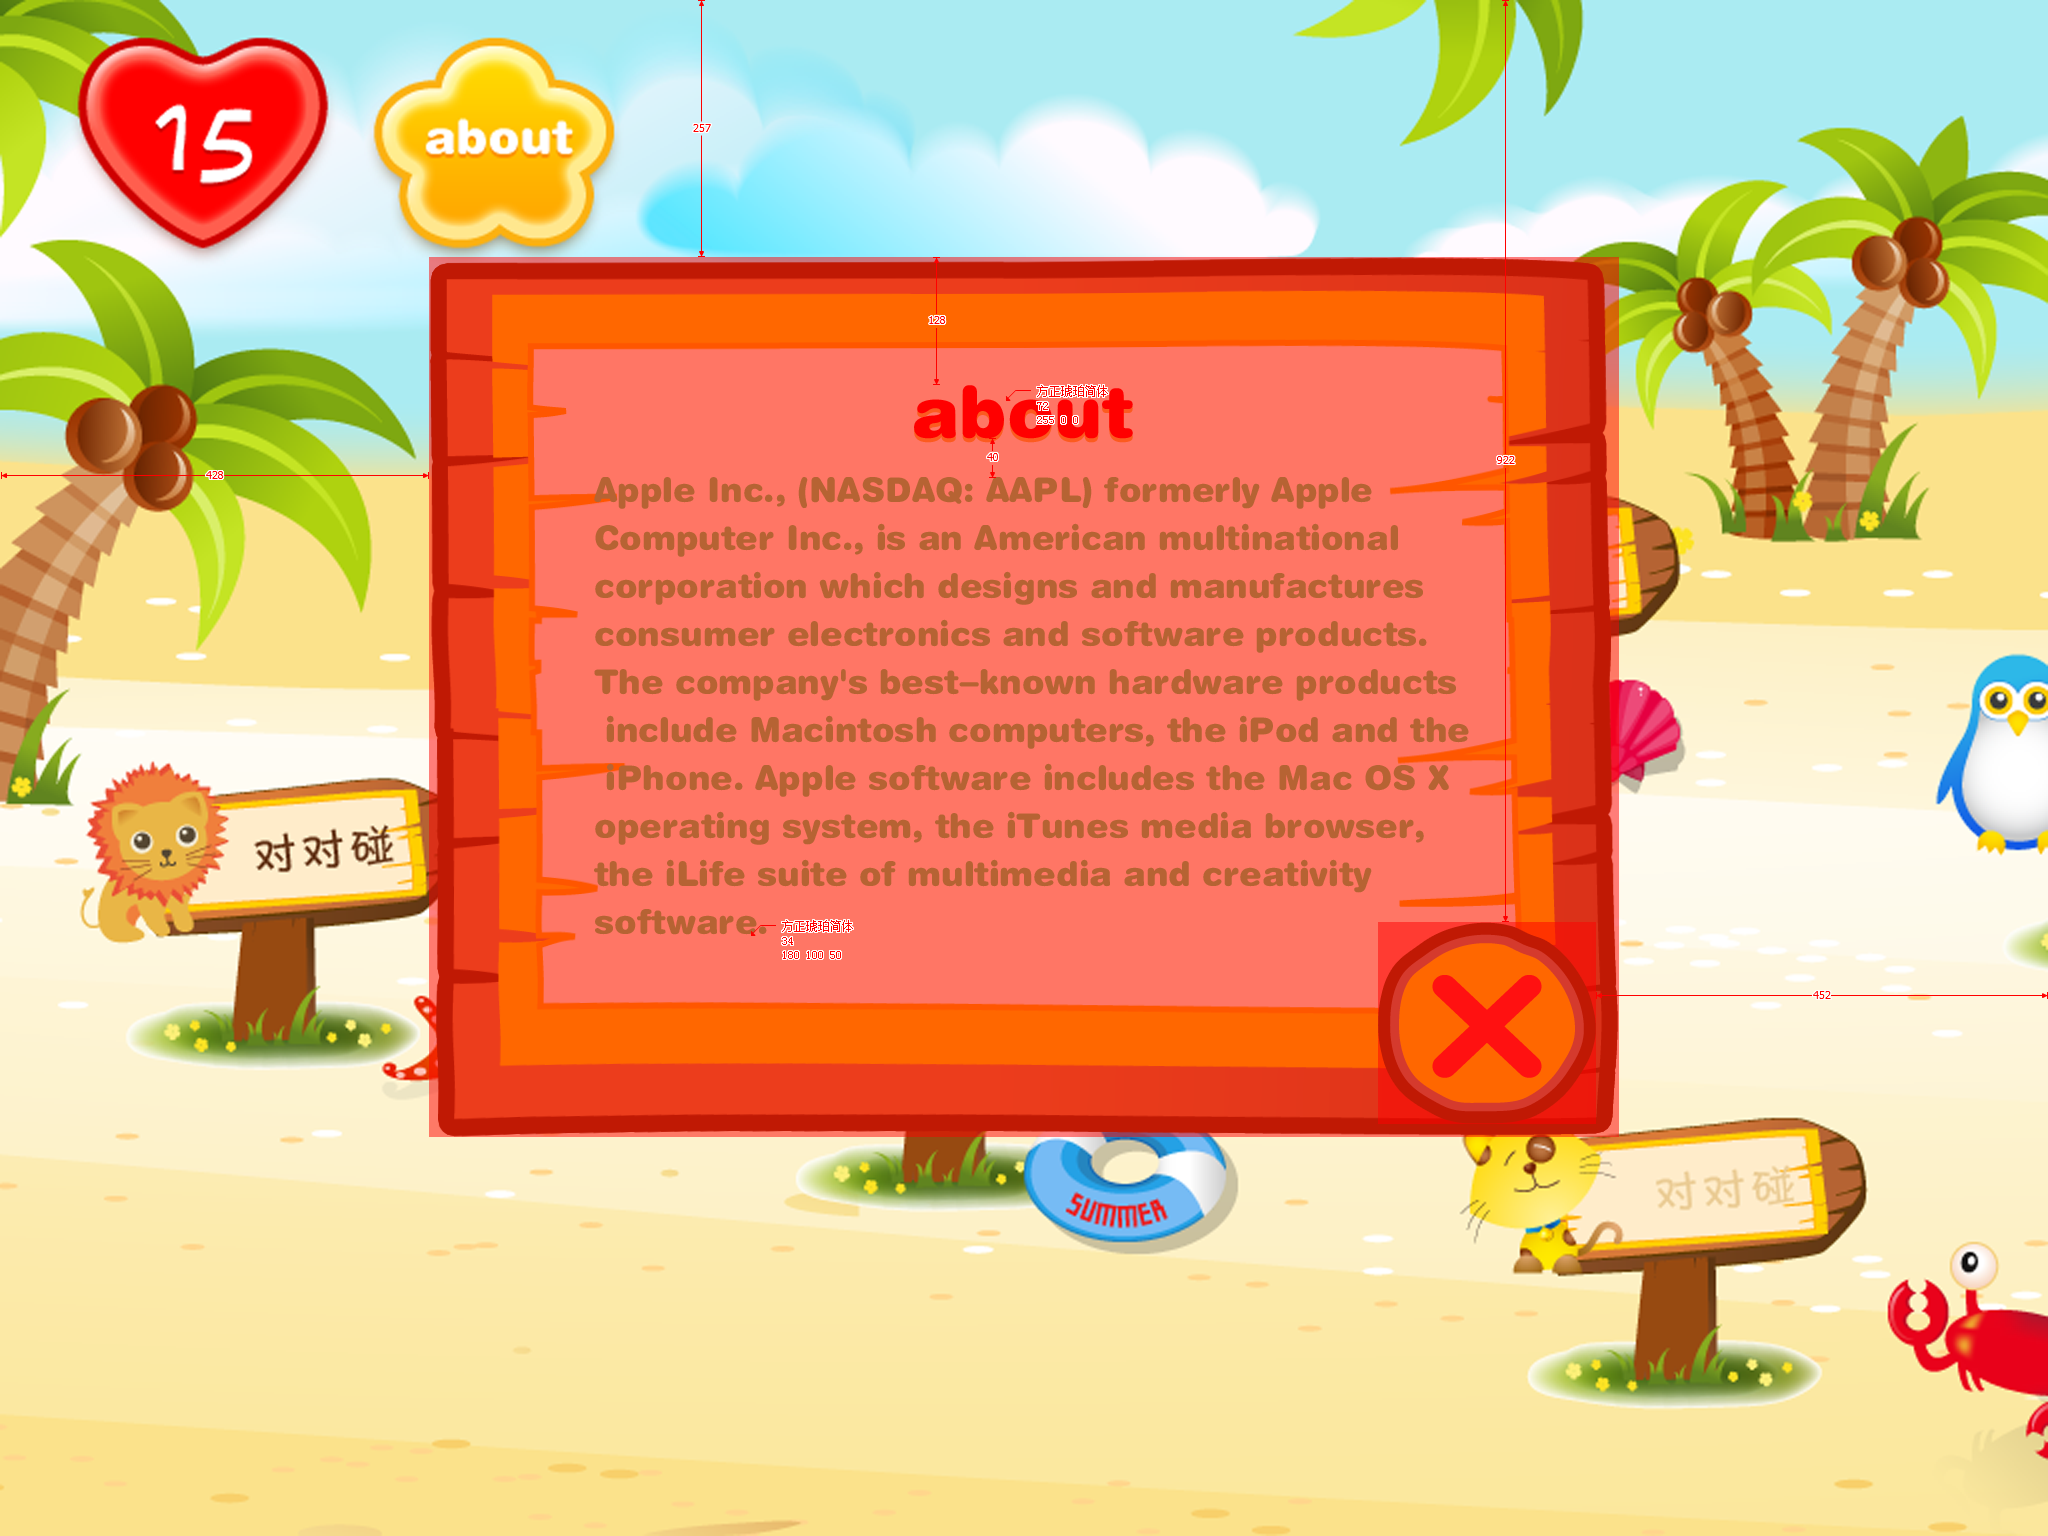 15
about
257
128
about
方正琥珀简体
72
255 0 0
40
922
428
Apple Inc., (NASDAQ: AAPL) formerly Apple
Computer Inc., is an American multinational
corporation which designs and manufactures
consumer electronics and software products.
The company's best–known hardware products
include Macintosh computers, the iPod and the
iPhone. Apple software includes the Mac OS X
operating system, the iTunes media browser,
the iLife suite of multimedia and creativity
software.
方正琥珀简体
34
180 100 50
对对碰
452
SUMMER
对对碰